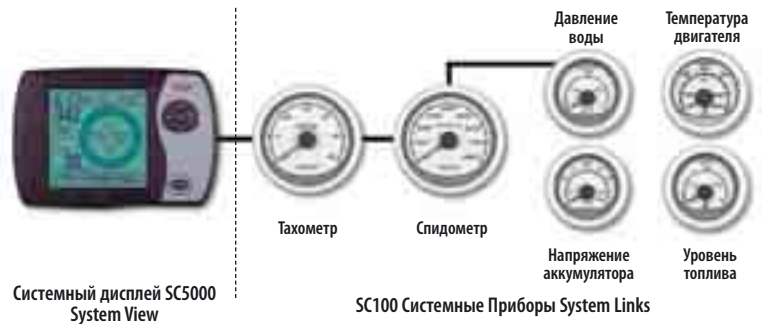 Давление
воды
Температура
двигателя
Тахометр
Спидометр
Напряжение
аккумулятора
Уровень
топлива
Системный дисплей SC5000
System View
SC100 Системные Приборы System Links